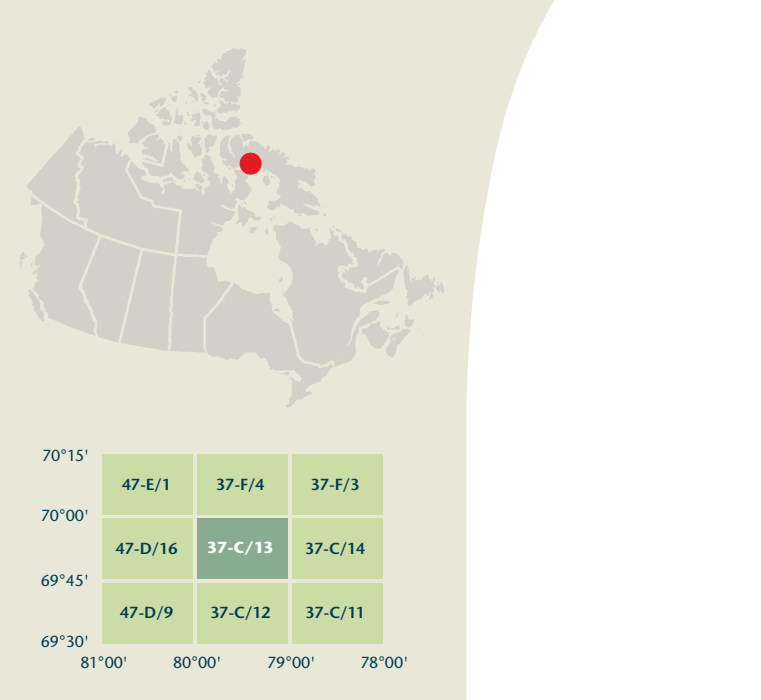 70°15'
47-E/1 37-F/4 37-F/3
70°00'
47-D/16 37-C/13 37-C/14
69°45'
47-D/9 37-C/12 37-C/11
69°30'
81°00' 80°00' 79°00' 78°00'